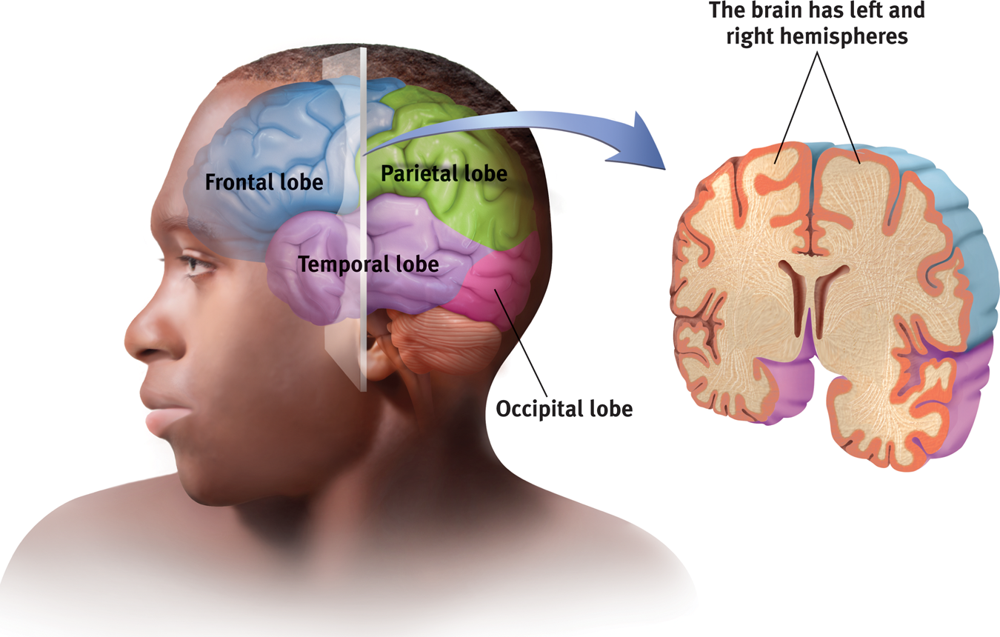 The brain has left and
right hemispheres
Frontal lobe
Parietal lobe
Temporal lobe
Occipital lobe